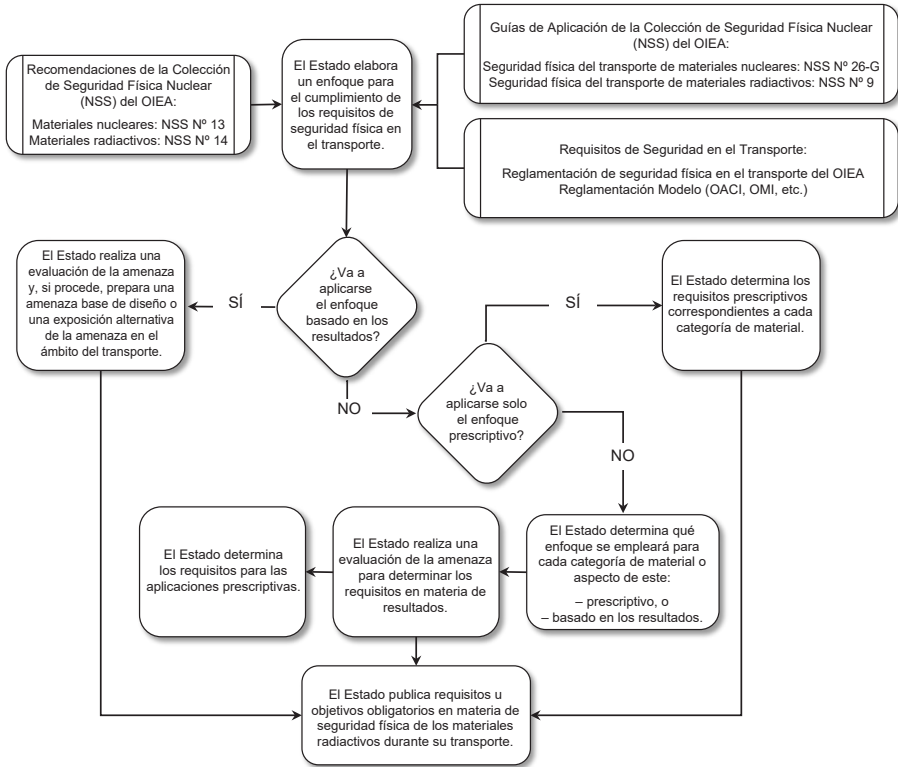 Recomendaciones de la Colección
de Seguridad Física Nuclear
(NSS) del OIEA:
Materiales nucleares: NSS Nº 13
Materiales radiactivos: NSS Nº 14
El Estado elabora
un enfoque para
el cumplimiento de
los requisitos de
seguridad física en
el transporte.
Guías de Aplicación de la Colección de Seguridad Física Nuclear
(NSS) del OIEA:
Seguridad física del transporte de materiales nucleares: NSS Nº 26-G
Seguridad física del transporte de materiales radiactivos: NSS Nº 9
Requisitos de Seguridad en el Transporte:
Reglamentación de seguridad física en el transporte del OIEA
Reglamentación Modelo (OACI, OMI, etc.)
El Estado realiza una
evaluación de la amenaza
y, si procede, prepara una
amenaza base de diseño o
una exposición alternativa
de la amenaza en el
ámbito del transporte.
SÍ
¿Va a
aplicarse
el enfoque
basado en los
resultados?
NO
¿Va a
aplicarse solo
el enfoque
prescriptivo?
SÍ
El Estado determina los
requisitos prescriptivos
correspondientes a cada
categoría de material.
NO
El Estado determina
los requisitos para las
aplicaciones prescriptivas.
El Estado realiza una
evaluación de la amenaza
para determinar los
requisitos en materia de
resultados.
El Estado determina qué
enfoque se empleará para
cada categoría de material o
aspecto de este:
– prescriptivo, o
– basado en los resultados.
El Estado publica requisitos u
objetivos obligatorios en materia de
seguridad física de los materiales
radiactivos durante su transporte.